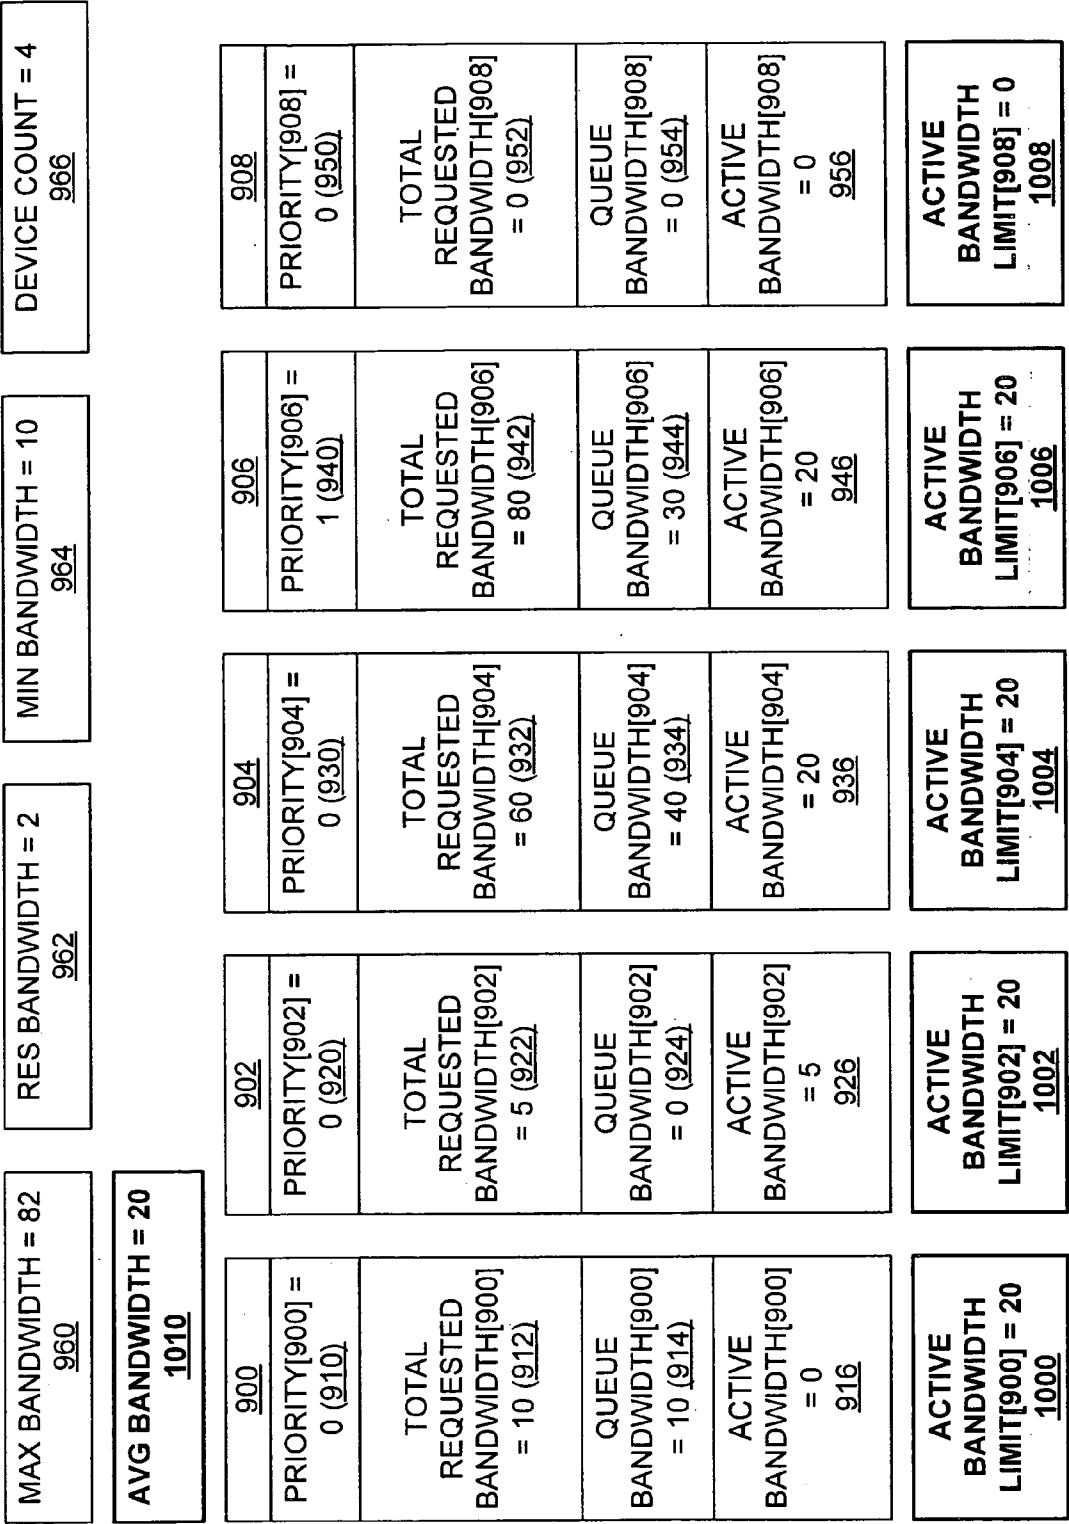 MAX BANDWIDTH = 82
960
RES BANDWIDTH = 2
962
MIN BANDWIDTH = 10
964
DEVICE COUNT = 4
966
AVG BANDWIDTH = 20
1010
900
PRIORITY[900] =
0 (910)
TOTAL
REQUESTED
BANDWIDTH[900]
= 10 (912)
QUEUE
BANDWIDTH[900]
= 10 (914)
ACTIVE
BANDWIDTH[900]
= 0
916
ACTIVE
BANDWIDTH
LIMIT[900] = 20
1000
902
PRIORITY[902] =
0 (920)
TOTAL
REQUESTED
BANDWIDTH[902]
= 5 (922)
QUEUE
BANDWIDTH[902]
= 0 (924)
ACTIVE
BANDWIDTH[902]
= 5
926
ACTIVE
BANDWIDTH
LIMIT[902] = 20
1002
904
PRIORITY[904] =
0 (930)
TOTAL
REQUESTED
BANDWIDTH[904]
= 60 (932)
QUEUE
BANDWIDTH[904]
= 40 (934)
ACTIVE
BANDWIDTH[904]
= 20
936
ACTIVE
BANDWIDTH
LIMIT[904] = 20
1004
906
PRIORITY[906] =
1 (940)
TOTAL
REQUESTED
BANDWIDTH[906]
= 80 (942)
QUEUE
BANDWIDTH[906]
= 30 (944)
ACTIVE
BANDWIDTH[906]
= 20
946
ACTIVE
BANDWIDTH
LIMIT[906] = 20
1006
908
PRIORITY[908] =
0 (950)
TOTAL
REQUESTED
BANDWIDTH[908]
= 0 (952)
QUEUE
BANDWIDTH[908]
= 0 (954)
ACTIVE
BANDWIDTH[908]
= 0
956
ACTIVE
BANDWIDTH
LIMIT[908] = 0
1008